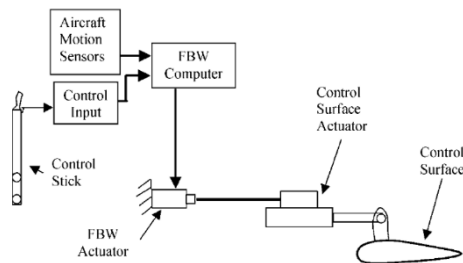 Aircraft
Motion
Sensors
FBW
Computer
Control
Input
Control
Surface
Actuator
Control
Stick
Control
Surface
FBW
Actuator